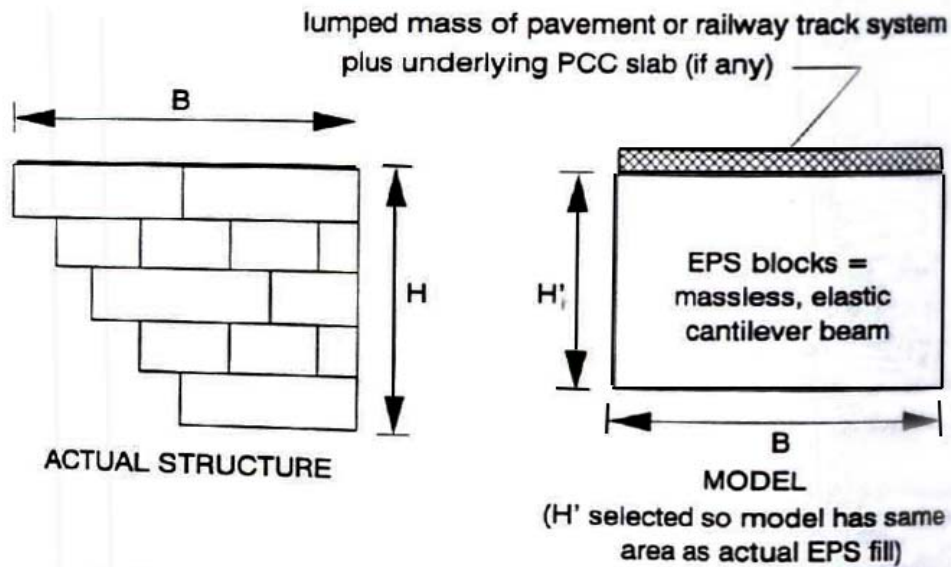 lumped mass of pavement or railway track system
plus underlying PCC slab (if any)
B
H
ACTUAL STRUCTURE
H'
EPS blocks =
massless, elastic
cantilever beam
B
MODEL
(H' selected so model has same
area as actual EPS fill)